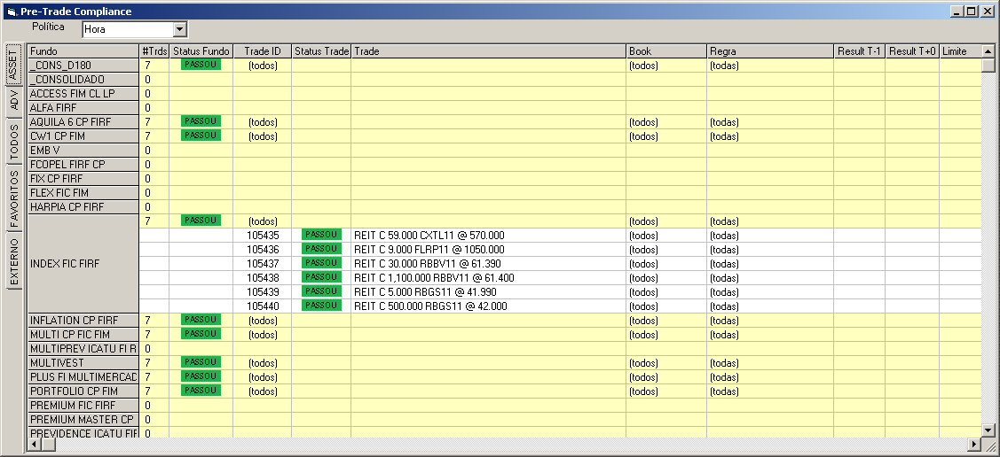 Pre-Trade Compliance
Política Hora
ASSET
ADV
TODOS
FAVORITOS
EXTERNO
Fundo #Trds Status Fundo Trade ID Status Trade Trade Book Regra Result T-1 Result T+0 Limite
_CONS_D180 7 PASSOU (todos) (todos) (todas)
_CONSOLIDADO 0
ACCESS FIM CL LP 0
ALFA FIRF 0
AQUILA 6 CP FIRF 7 PASSOU (todos) (todos) (todas)
CW1 CP FIM 7 PASSOU (todos) (todos) (todas)
EMB V 0
FCOPEL FIRF CP 0
FIX CP FIRF 0
FLEX FIC FIM 0
HARPIA CP FIRF 0
INDEX FIC FIRF 7 PASSOU (todos) (todos) (todas)
105435 PASSOU REIT C 59.000 CXTL11 @ 570.000 (todos) (todas)
105436 PASSOU REIT C 9.000 FLRP11 @ 1050.000 (todos) (todas)
105437 PASSOU REIT C 30.000 RBBV11 @ 61.390 (todos) (todas)
105438 PASSOU REIT C 1,100.000 RBBV11 @ 61.400 (todos) (todas)
105439 PASSOU REIT C 5.000 RBGS11 @ 41.990 (todos) (todas)
105440 PASSOU REIT C 500.000 RBGS11 @ 42.000 (todos) (todas)
INFLATION CP FIRF 7 PASSOU (todos) (todos) (todas)
MULTI CP FIC FIM 7 PASSOU (todos) (todos) (todas)
MULTIPREV ICATU FI R 0
MULTIVEST 7 PASSOU (todos) (todos) (todas)
PLUS FI MULTIMERCAD 7 PASSOU (todos) (todos) (todas)
PORTFOLIO CP FIM 7 PASSOU (todos) (todos) (todas)
PREMIUM FIC FIRF 0
PREMIUM MASTER CP 0
PREVIDENCE ICATU FIF 0